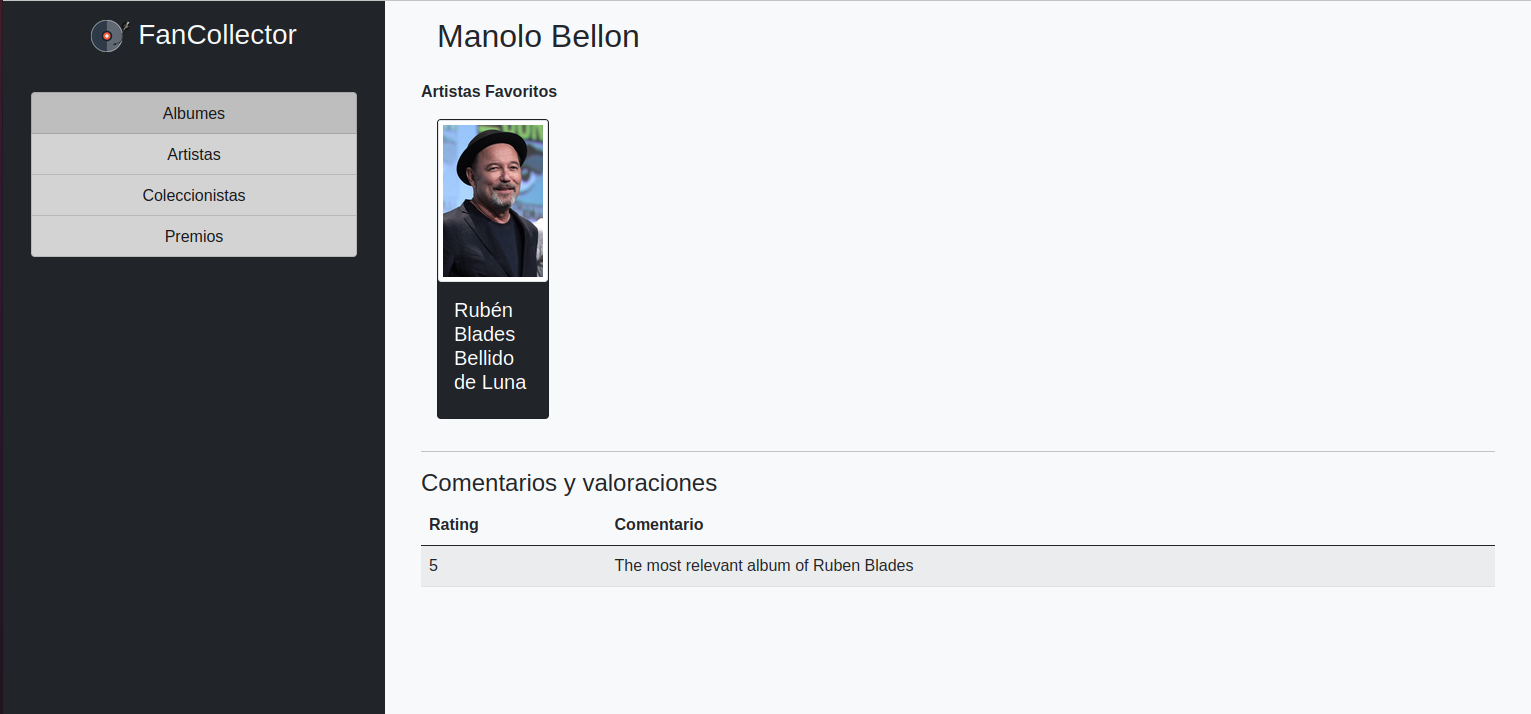 FanCollector
Albumes
Artistas
Coleccionistas
Premios
Manolo Bellon
Artistas Favoritos
Rubén
Blades
Bellido
de Luna
Comentarios y valoraciones
Rating Comentario
5 The most relevant album of Ruben Blades